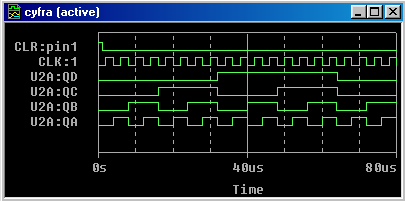 cyfra (active)
CLR:pin1
CLK:1
U2A:QD
U2A:QC
U2A:QB
U2A:QA
0s 40us 80us
Time